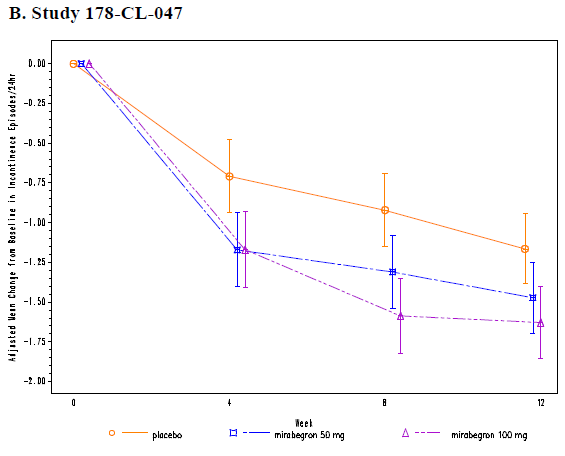 B. Study 178-CL-047
Adjusted Mean Change from Baseline in Incontinence Episodes/24hr
0.00
-0.25
-0.50
-0.75
-1.00
-1.25
-1.50
-1.75
-2.00
0 4 8 12
Week
placebo mirabegron 50 mg mirabegron 100 mg